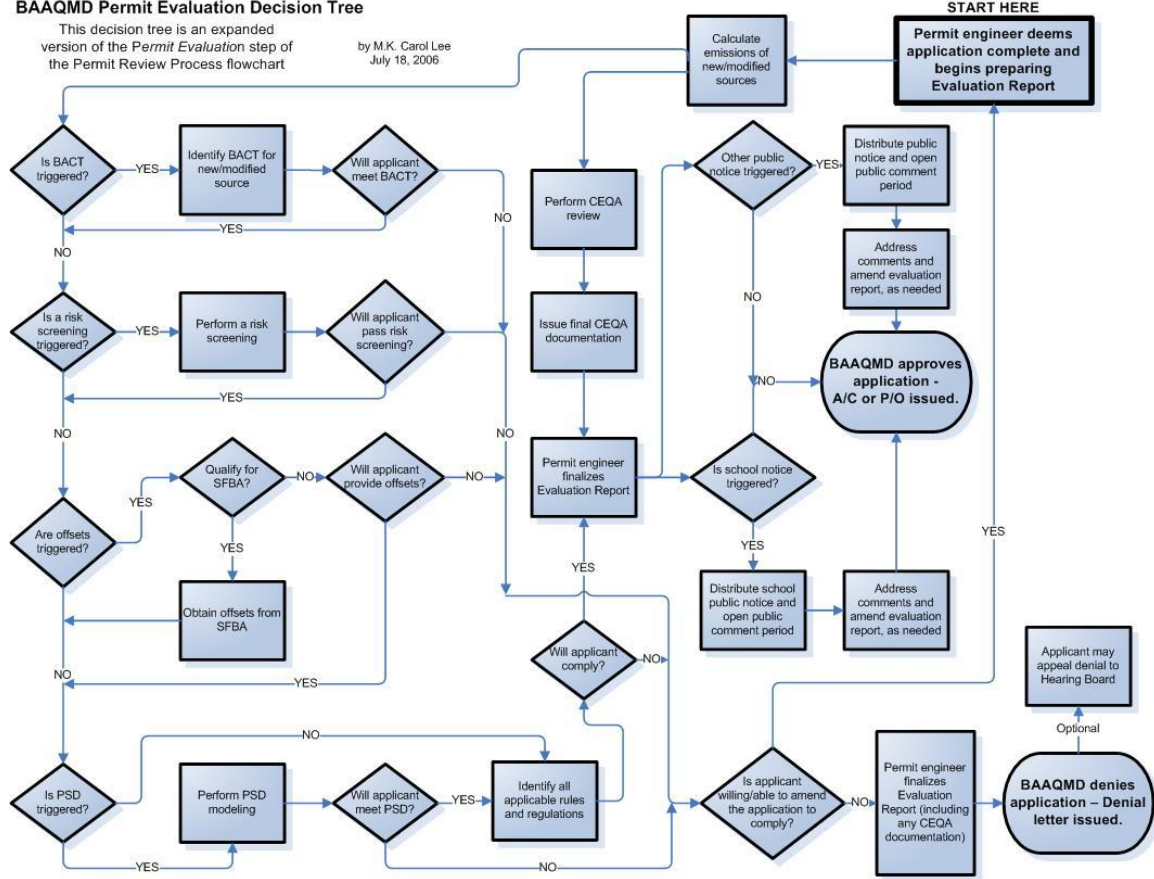 BAAQMD Permit Evaluation Decision Tree
This decision tree is an expanded
version of the Permit Evaluation step of
the Permit Review Process flowchart
by M.K. Carol Lee
July 18, 2006
START HERE
Permit engineer deems
application complete and
begins preparing
Evaluation Report
Calculate
emissions of
new/modified
sources
Is BACT
triggered?
YES
Identify BACT for
new/modified
source
Will applicant
meet BACT?
NO
YES
NO
Is a risk
screening
triggered?
YES
Perform a risk
screening
Will applicant
pass risk
screening?
YES
NO
NO
Are offsets
triggered?
YES
Qualify for
SFBA?
NO
Will applicant
provide offsets?
NO
YES
Obtain offsets from
SFBA
NO
YES
Is PSD
triggered?
NO
YES
Perform PSD
modeling
Will applicant
meet PSD?
YES
NO
Identify all
applicable rules
and regulations
Will applicant
comply?
NO
YES
Perform CEQA
review
Issue final CEQA
documentation
Permit engineer
finalizes
Evaluation Report
Other public
notice triggered?
YES
Distribute public
notice and open
public comment
period
Address
comments and
amend evaluation
report, as needed
NO
NO
BAAQMD approves
application -
A/C or P/O issued.
Is school notice
triggered?
YES
Distribute school
public notice and
open public
comment period
Address
comments and
amend evaluation
report, as needed
YES
Is applicant
willing/able to amend
the application to
comply?
NO
Permit engineer
finalizes
Evaluation
Report (including
any CEQA
documentation)
BAAQMD denies
application – Denial
letter issued.
Optional
Applicant may
appeal denial to
Hearing Board